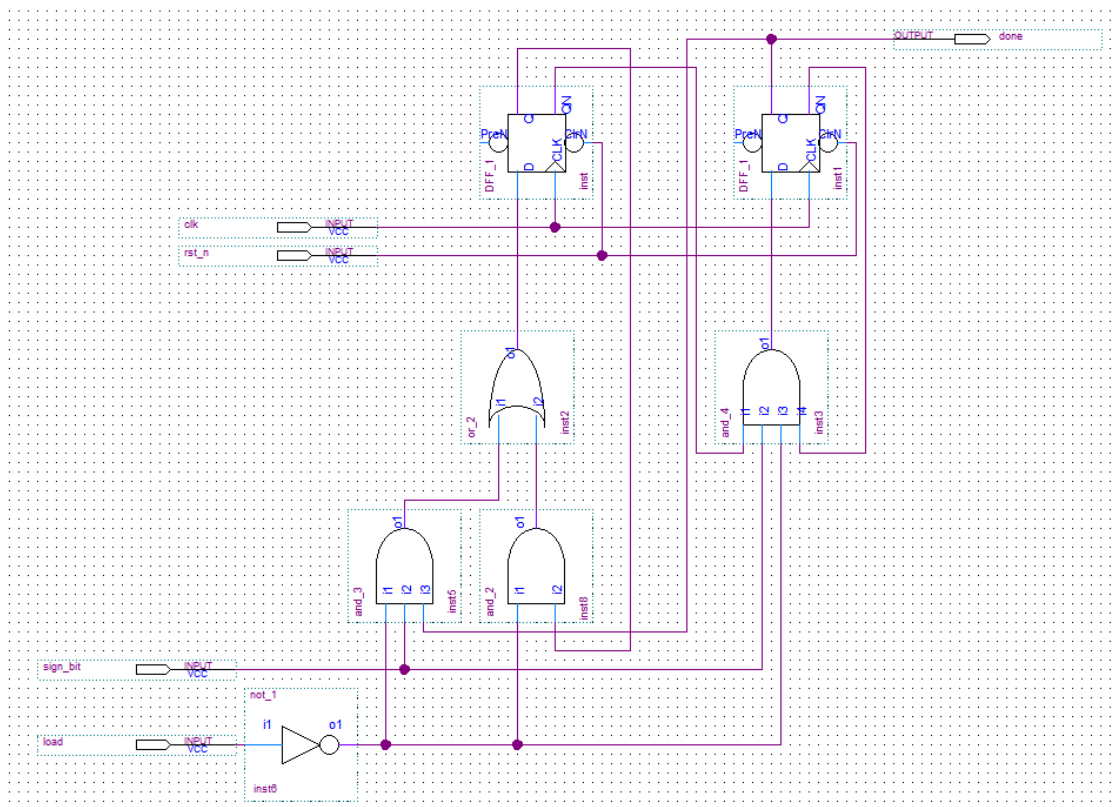 OUTPUT
done
QN
QN
Q
Q
PreN
ClrN
PreN
ClrN
CLK
CLK
D
D
DFF_1
inst
DFF_1
inst1
clk
INPUT
VCC
rst_n
INPUT
VCC
o1
o1
i1
i2
i1
i2
i3
i4
or_2
inst2
and_4
inst3
o1
o1
i1
i2
i3
i1
i2
and_3
inst5
and_2
inst8
sign_bit
INPUT
VCC
not_1
i1
o1
load
INPUT
VCC
inst6